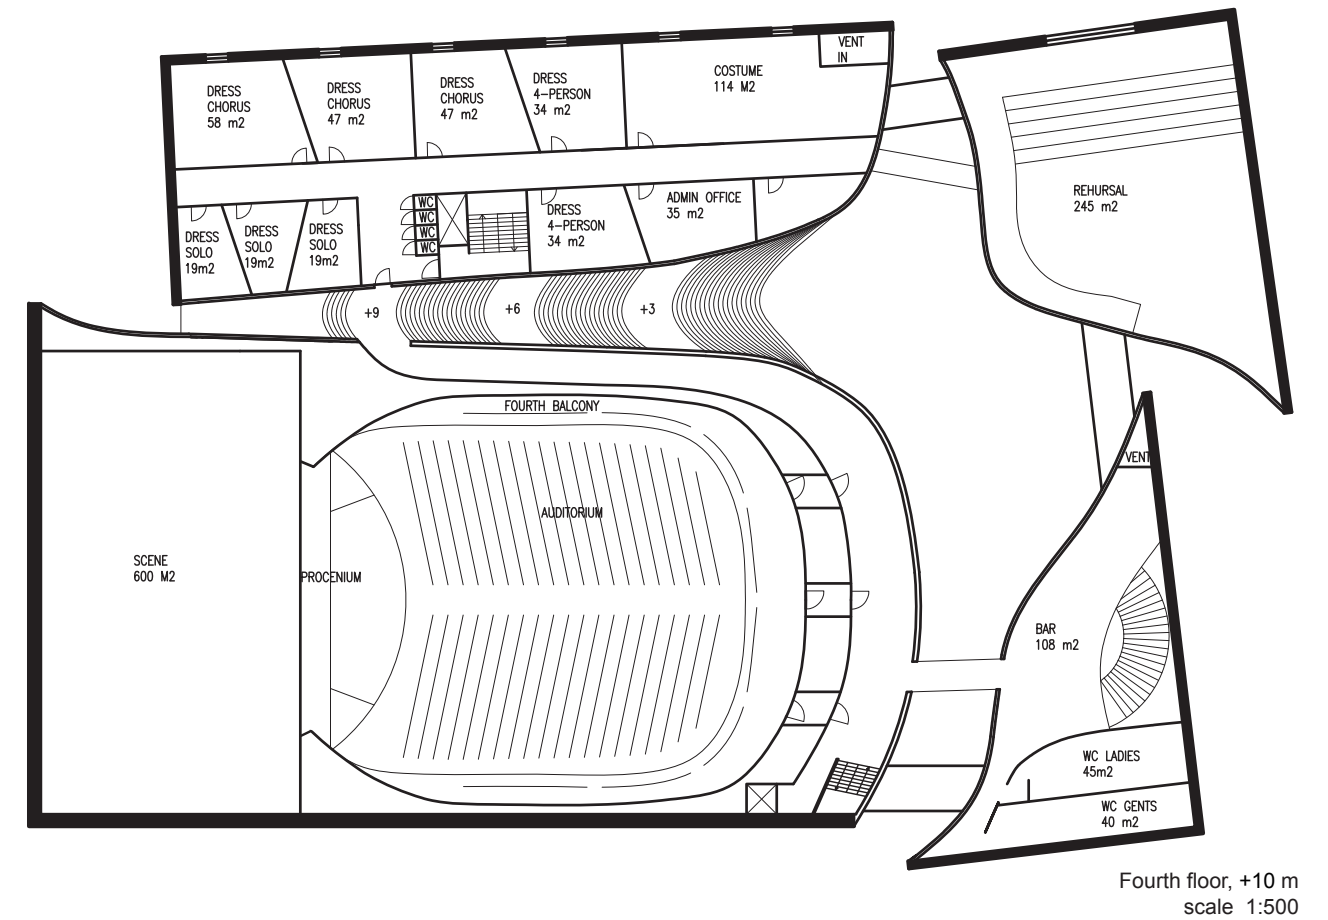 VENT
IN
DRESS
CHORUS
58 m2
DRESS
CHORUS
47 m2
DRESS
CHORUS
47 m2
DRESS
4-PERSON
34 m2
COSTUME
114 M2
REHURSAL
245 m2
DRESS
SOLO
19m2
DRESS
SOLO
19m2
DRESS
SOLO
19m2
WC
WC
WC
WC
DRESS
4-PERSON
34 m2
ADMIN OFFICE
35 m2
+9
+6
+3
FOURTH BALCONY
VENT
AUDITORIUM
SCENE
600 M2
PROCENIUM
BAR
108 m2
WC LADIES
45m2
WC GENTS
40 m2
Fourth floor, +10 m
scale 1:500